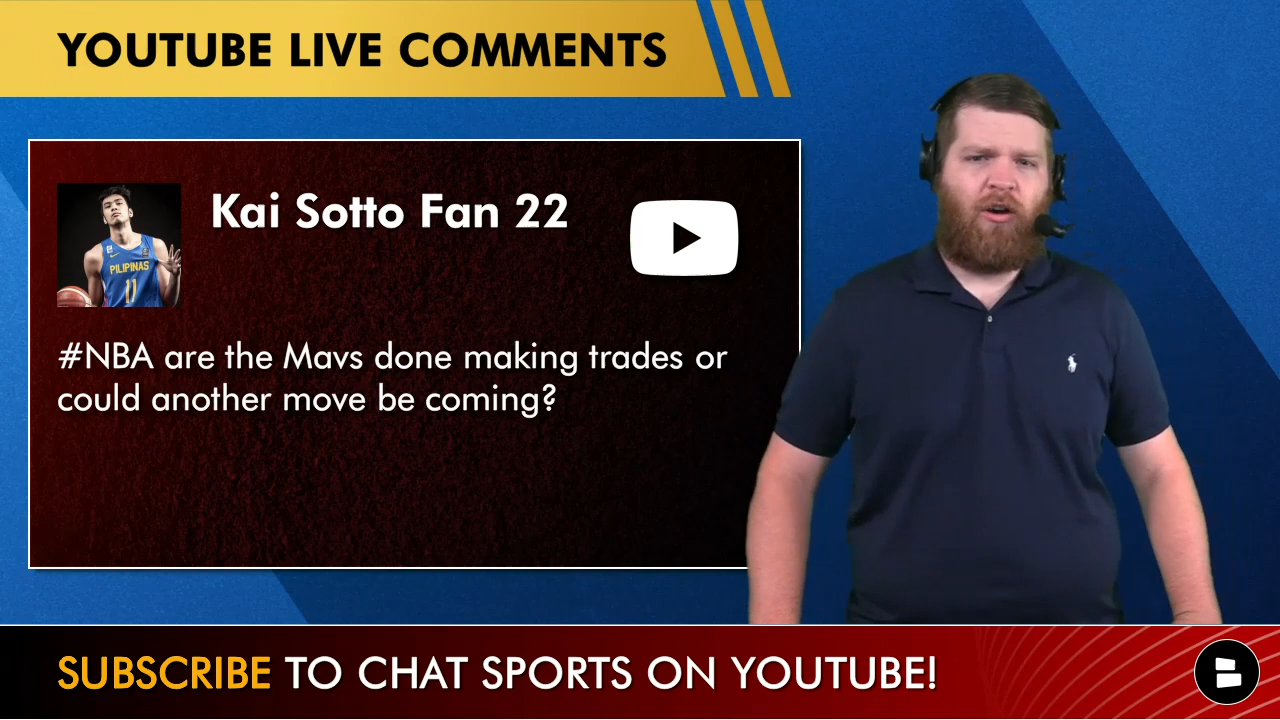 YOUTUBE LIVE COMMENTS
Kai Sotto Fan 22
PILIPINAS
11
#NBA are the Mavs done making trades or
could another move be coming?
SUBSCRIBE TO CHAT SPORTS ON YOUTUBE!